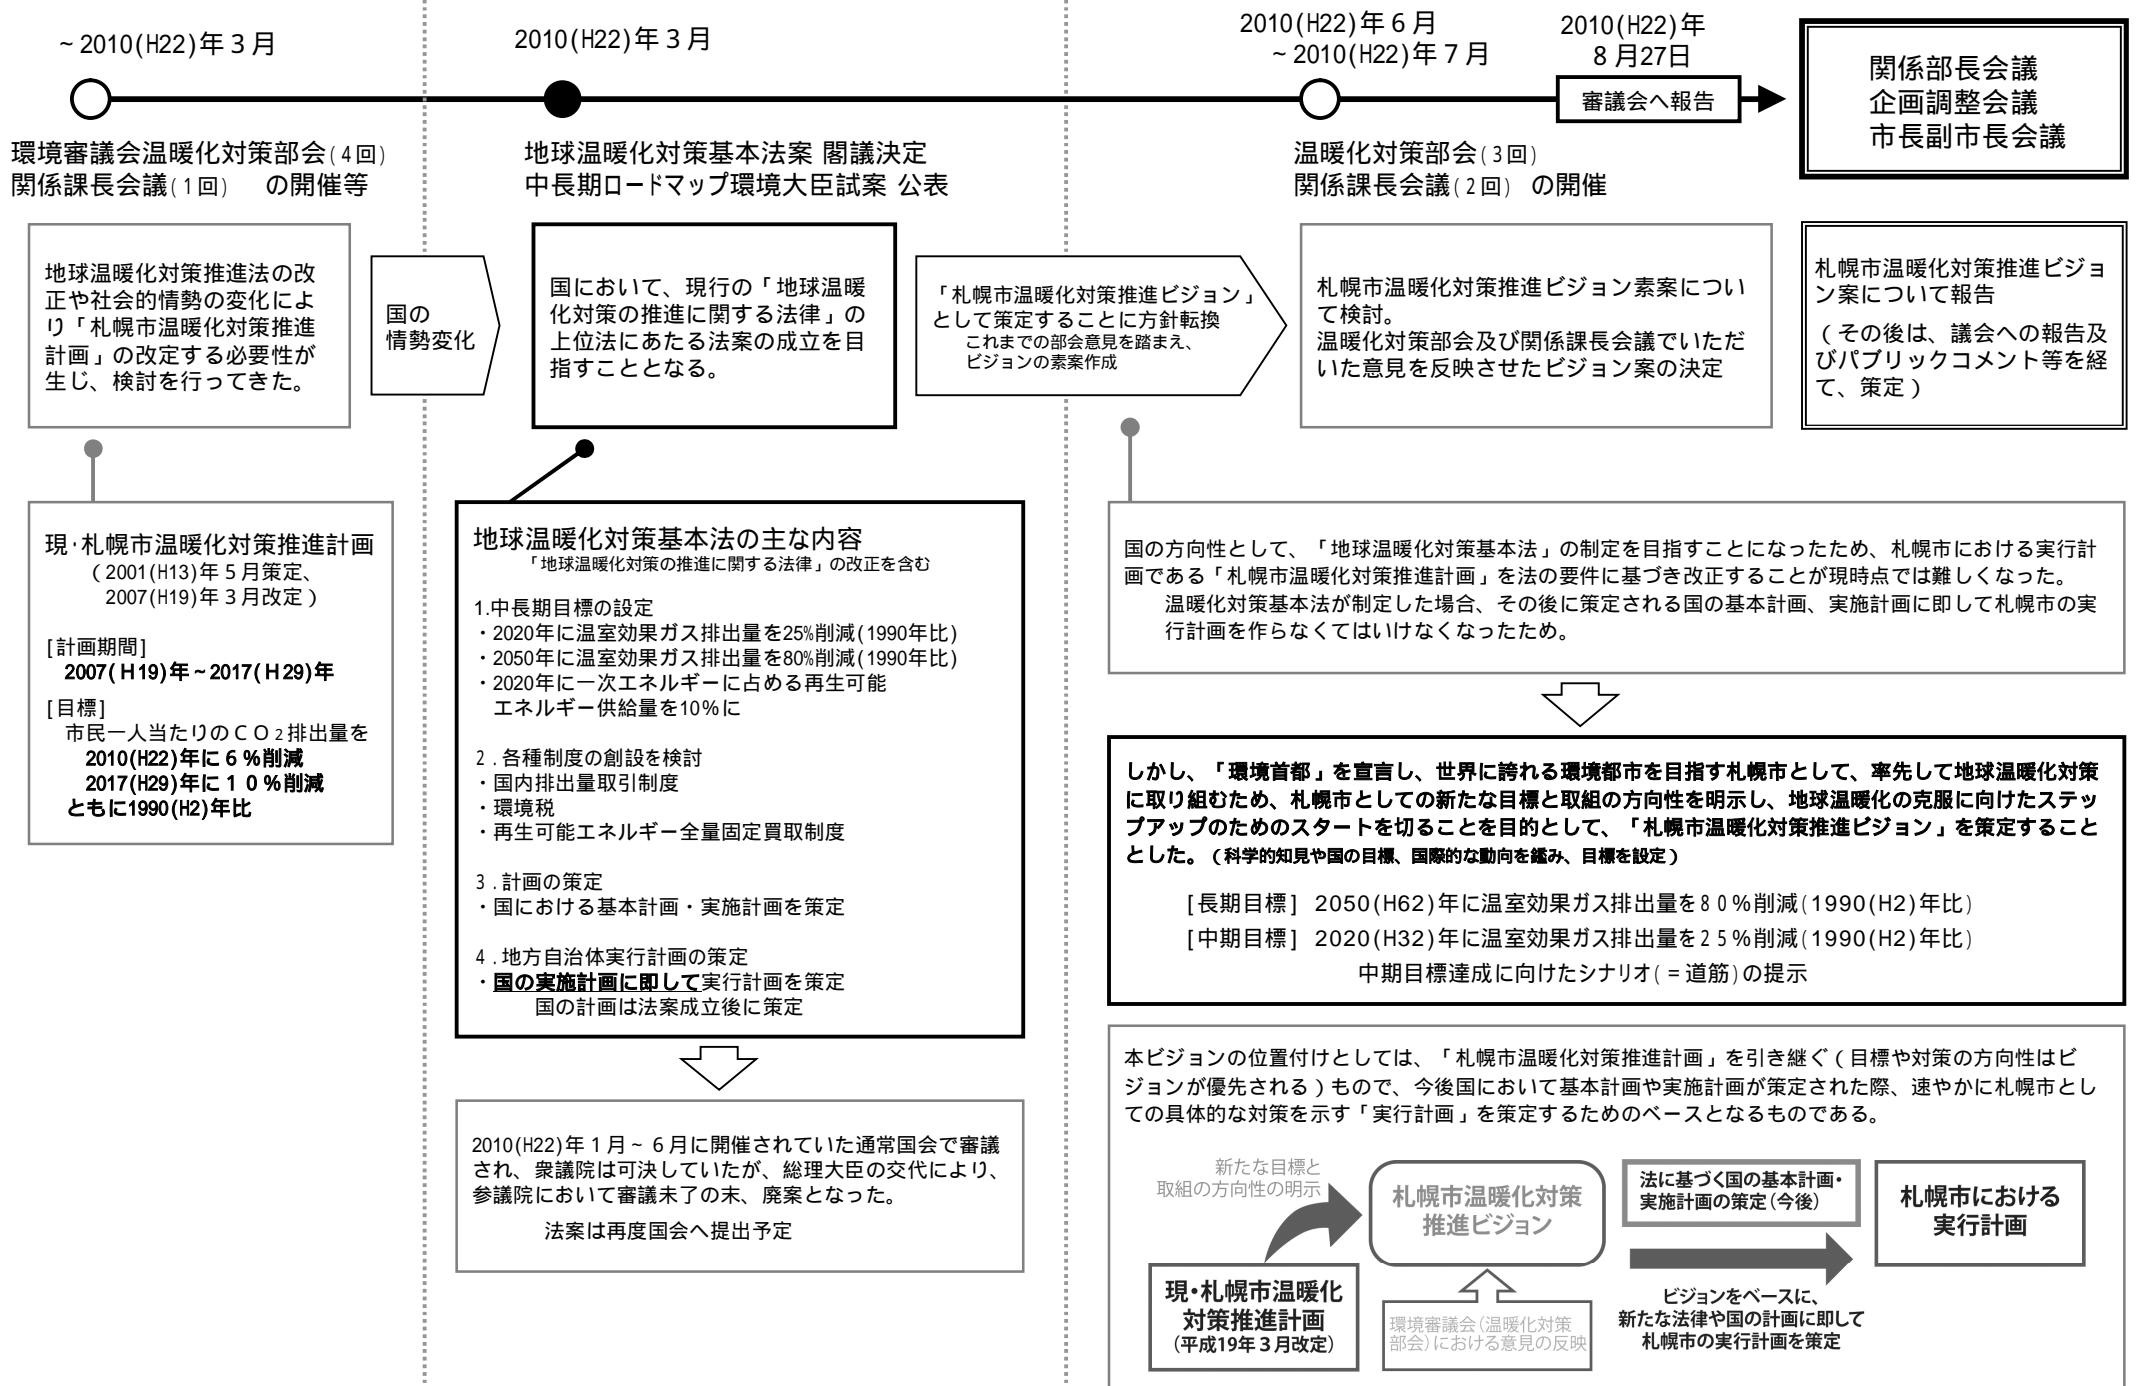 ~2010(H22)年３月
環境審議会温暖化対策部会(4回)
関係課長会議(1回)　の開催等
地球温暖化対策推進法の改
正や社会的情勢の変化によ
り「札幌市温暖化対策推進
計画」の改定する必要性が
生じ、検討を行ってきた。
国の
情勢変化
現・札幌市温暖化対策推進計画
（2001(H13)年５月策定、
2007(H19)年３月改定）
[計画期間]
2007(H19)年~2017(H29)年
[目標]
市民一人当たりのＣＯ２排出量を
2010(H22)年に６％削減
2017(H29)年に１０％削減
ともに1990(H2)年比
2010(H22)年３月
地球温暖化対策基本法案 閣議決定
中長期ロードマップ環境大臣試案 公表
国において、現行の「地球温暖
化対策の推進に関する法律」の
上位法にあたる法案の成立を目
指すこととなる。
「札幌市温暖化対策推進ビジョン」
として策定することに方針転換
これまでの部会意見を踏まえ、
ビジョンの素案作成
地球温暖化対策基本法の主な内容
「地球温暖化対策の推進に関する法律」の改正を含む
1.中長期目標の設定
・2020年に温室効果ガス排出量を25%削減(1990年比)
・2050年に温室効果ガス排出量を80%削減(1990年比)
・2020年に一次エネルギーに占める再生可能
エネルギー供給量を10%に
２.各種制度の創設を検討
・国内排出量取引制度
・環境税
・再生可能エネルギー全量固定買取制度
３.計画の策定
・国における基本計画・実施計画を策定
４.地方自治体実行計画の策定
・国の実施計画に即して実行計画を策定
国の計画は法案成立後に策定
2010(H22)年１月~６月に開催されていた通常国会で審議
され、衆議院は可決していたが、総理大臣の交代により、
参議院において審議未了の末、廃案となった。
法案は再度国会へ提出予定
2010(H22)年６月
~2010(H22)年７月
温暖化対策部会(3回)
関係課長会議(2回)　の開催
2010(H22)年
８月27日
審議会へ報告
関係部長会議
企画調整会議
市長副市長会議
札幌市温暖化対策推進ビジョン素案につい
て検討。
温暖化対策部会及び関係課長会議でいただ
いた意見を反映させたビジョン案の決定
札幌市温暖化対策推進ビジョ
ン案について報告
（その後は、議会への報告及
びパブリックコメント等を経
て、策定）
国の方向性として、「地球温暖化対策基本法」の制定を目指すことになったため、札幌市における実行計
画である「札幌市温暖化対策推進計画」を法の要件に基づき改正することが現時点では難しくなった。
温暖化対策基本法が制定した場合、その後に策定される国の基本計画、実施計画に即して札幌市の実
行計画を作らなくてはいけなくなったため。
しかし、「環境首都」を宣言し、世界に誇れる環境都市を目指す札幌市として、率先して地球温暖化対策
に取り組むため、札幌市としての新たな目標と取組の方向性を明示し、地球温暖化の克服に向けたステッ
プアップのためのスタートを切ることを目的として、「札幌市温暖化対策推進ビジョン」を策定すること
とした。（科学的知見や国の目標、国際的な動向を鑑み、目標を設定）
[長期目標] 2050(H62)年に温室効果ガス排出量を８０％削減(1990(H2)年比)
[中期目標] 2020(H32)年に温室効果ガス排出量を２５％削減(1990(H2)年比)
中期目標達成に向けたシナリオ(=道筋)の提示
本ビジョンの位置付けとしては、「札幌市温暖化対策推進計画」を引き継ぐ（目標や対策の方向性はビ
ジョンが優先される）もので、今後国において基本計画や実施計画が策定された際、速やかに札幌市とし
ての具体的な対策を示す「実行計画」を策定するためのベースとなるものである。
新たな目標と
取組の方向性の明示
札幌市温暖化対策
推進ビジョン
法に基づく国の基本計画・
実施計画の策定(今後)
札幌市における
実行計画
現・札幌市温暖化
対策推進計画
(平成19年３月改定)
環境審議会(温暖化対策
部会)における意見の反映
ビジョンをベースに、
新たな法律や国の計画に即して
札幌市の実行計画を策定